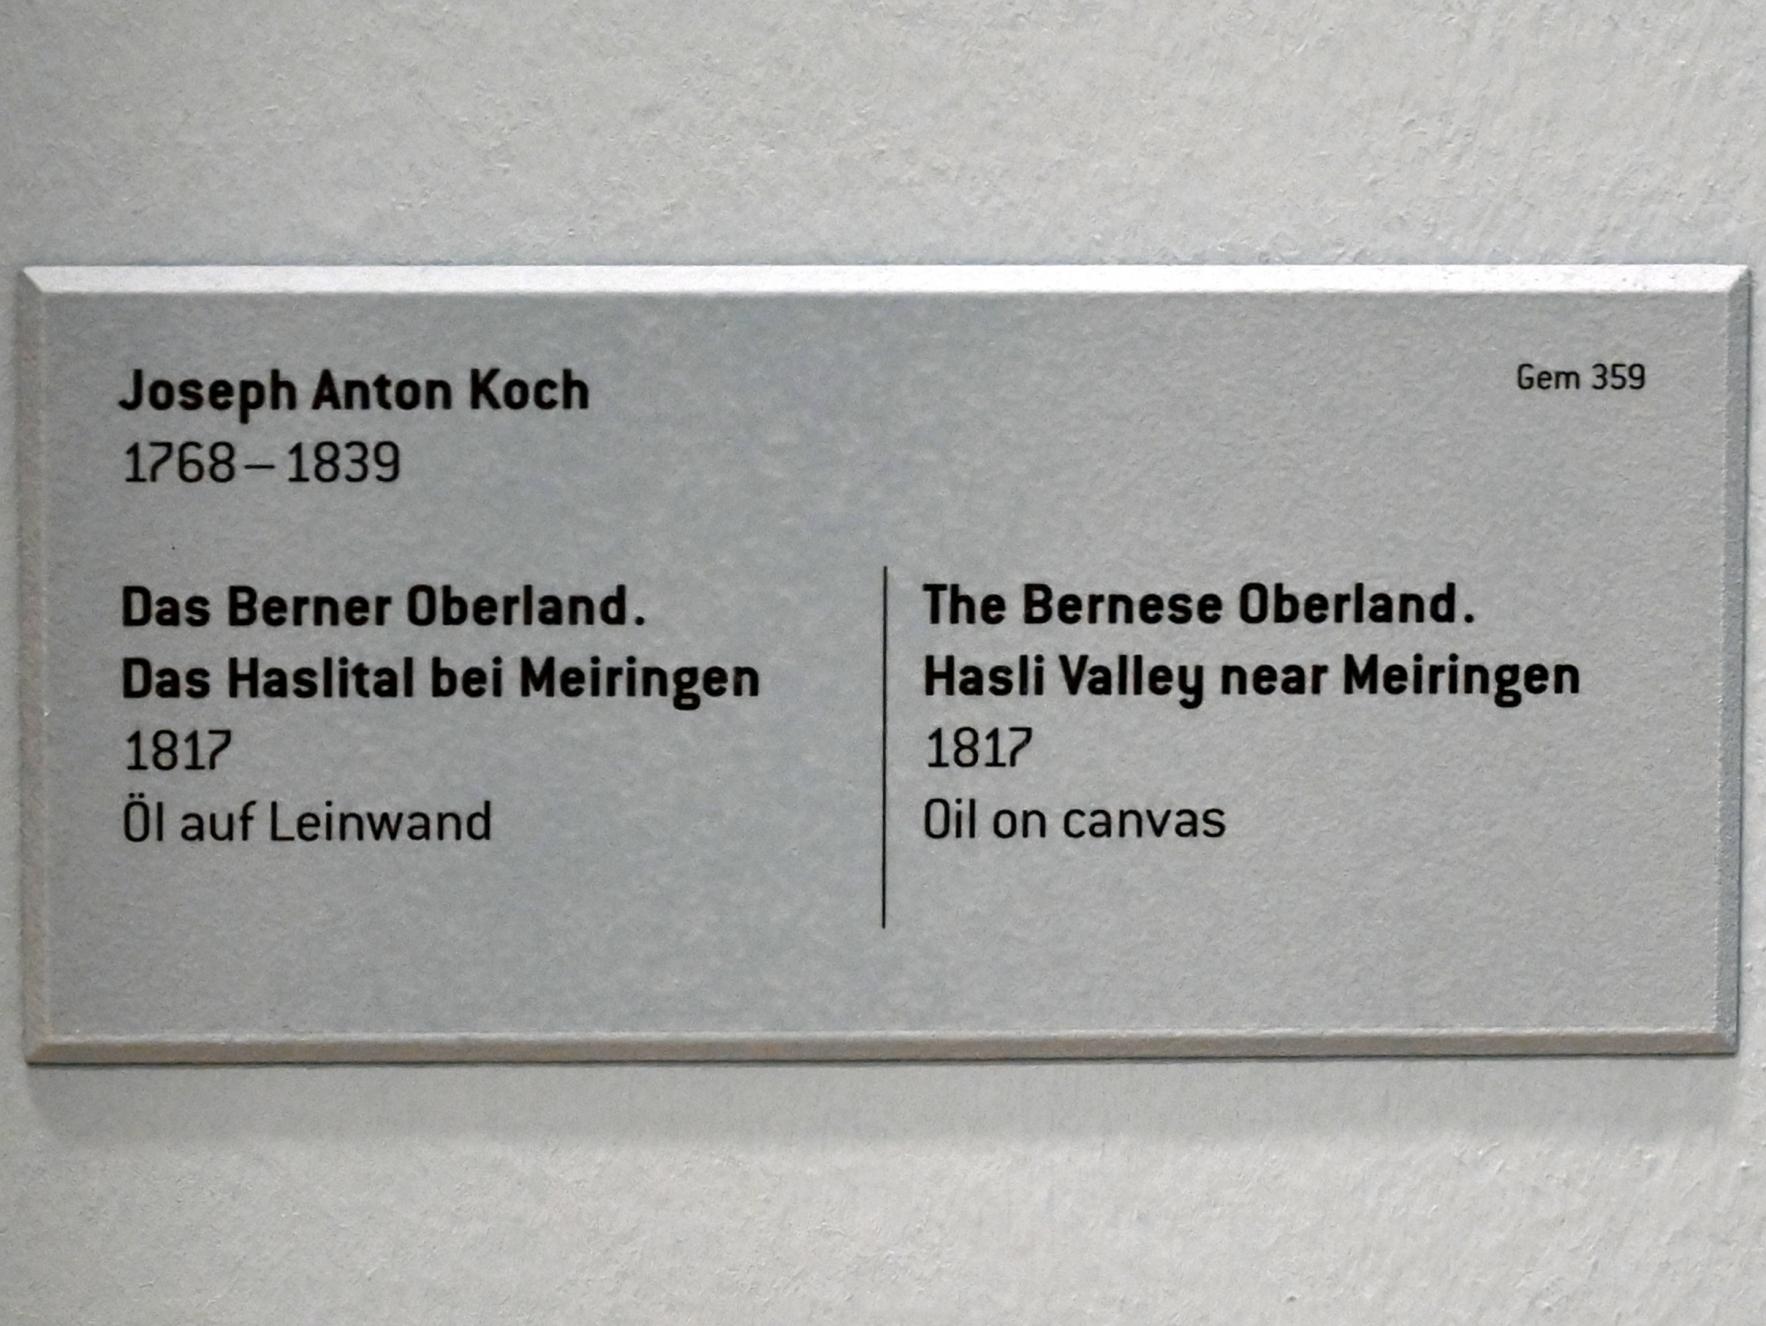 Joseph Anton Koch
Gem 359
1768 – 1839
Das Berner Oberland.
Das Haslital bei Meiringen
1817
Öl auf Leinwand
The Bernese Oberland.
Hasli Valley near Meiringen
1817
Oil on canvas